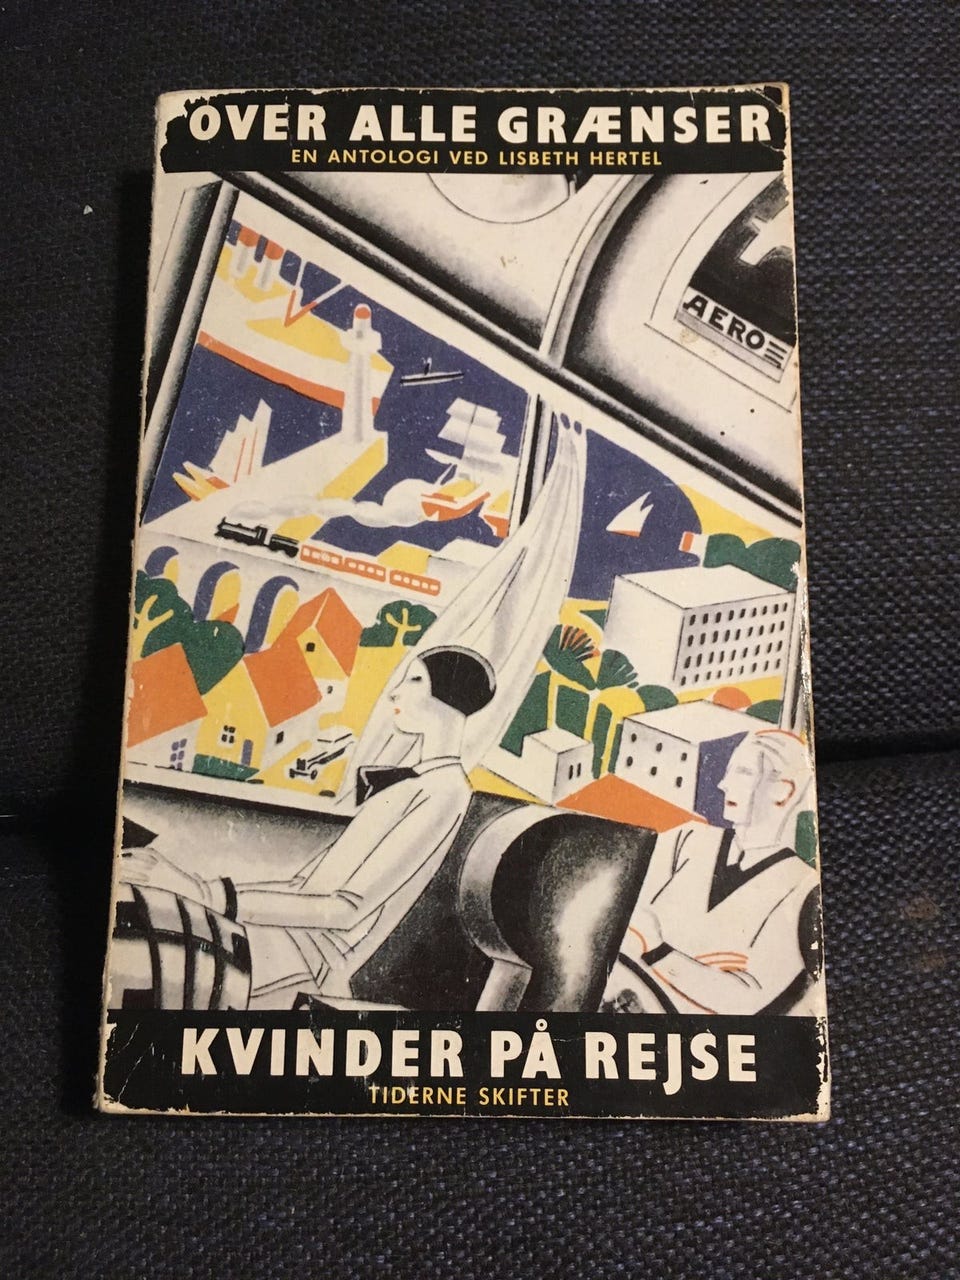 OVER ALLE GRÆNSER
EN ANTOLOGI VED LISBETH HERTEL
AERO
KVINDER PÅ REJSE
TIDERNE SKIFTER